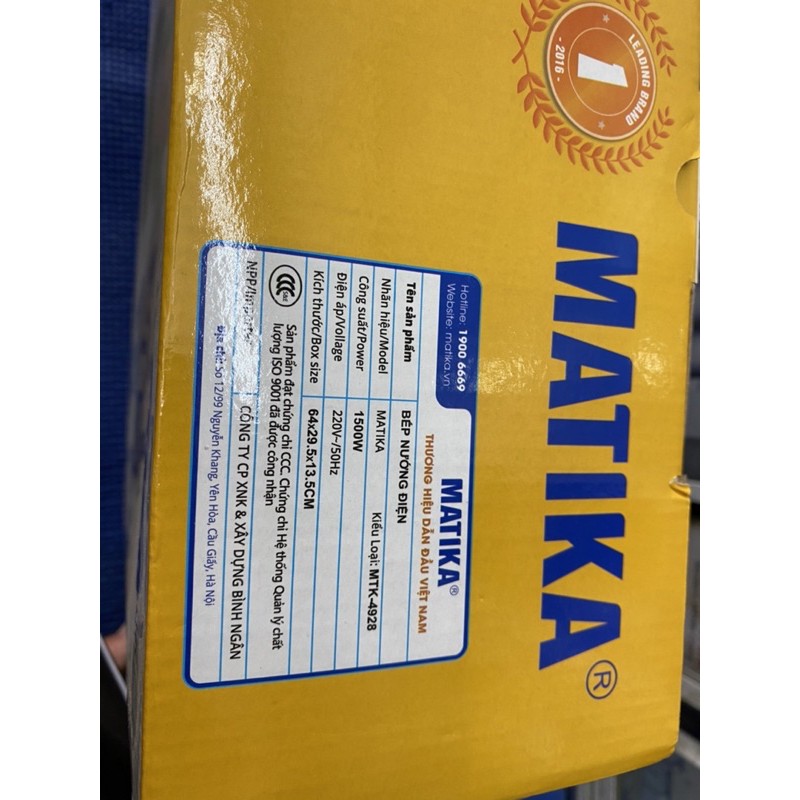 LEADING BRAND
1
- 2016 -
MATIKA®
Hotline: 1900 6669
Website: matika.vn
MATIKA®
THƯƠNG HIỆU DẪN ĐẦU VIỆT NAM
Tên sản phẩm BẾP NƯỚNG ĐIỆN
Nhãn hiệu/Model MATIKA Kiểu Loại: MTK-4928
Công suất/Power 1500W
Điện áp/Vollage 220V~/50Hz
Kích thước/Box size 64x29.5x13.5CM
Sản phẩm đạt chứng chỉ CCC. Chứng chỉ Hệ thống Quản lý chất
lượng ISO 9001 đã được công nhận
NPP/Importer CÔNG TY CP XNK & XÂY DỰNG BÌNH NGÂN
Địa chỉ: Số 12/99 Nguyễn Khang, Yên Hòa, Cầu Giấy, Hà Nội